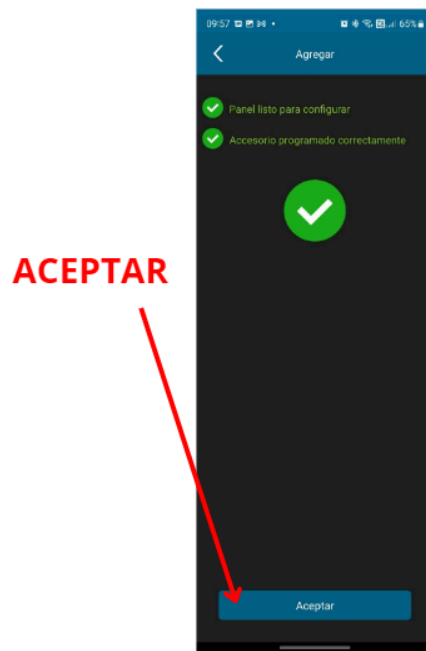 09:57
65%
Agregar
Panel listo para configurar
Accesorio programado correctamente
ACEPTAR
Aceptar